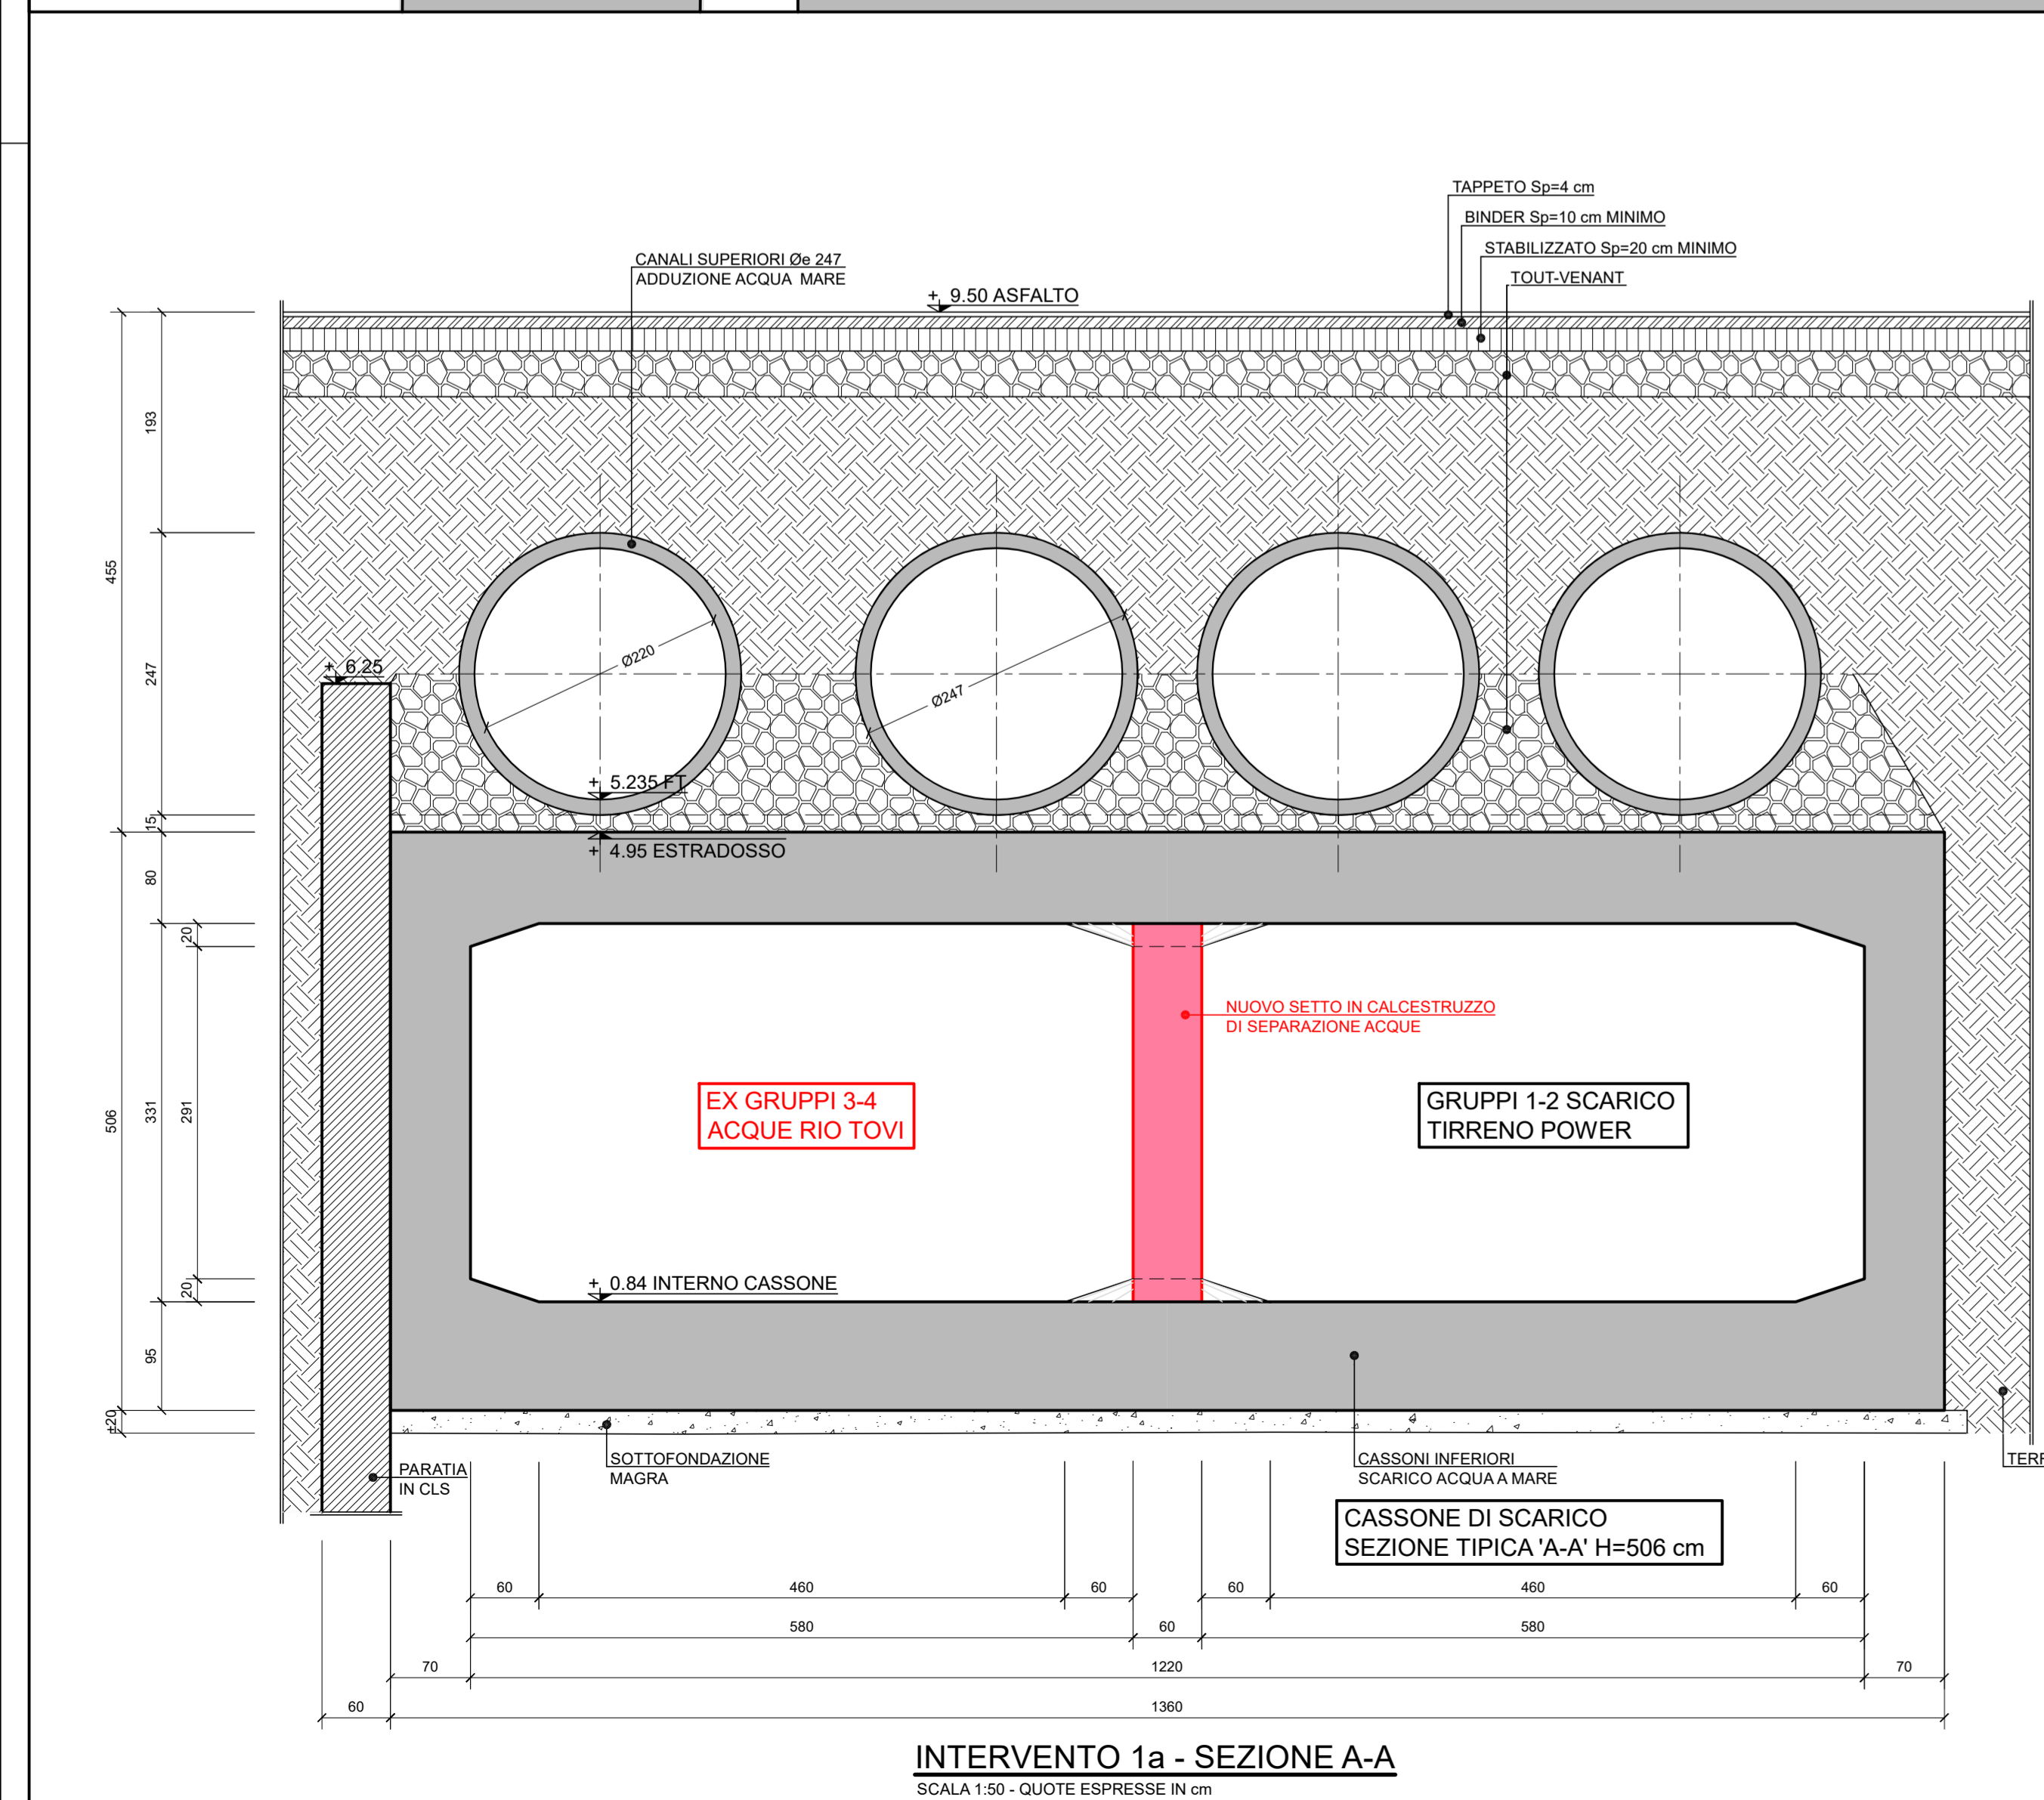 TAPPETO Sp=4 cm
BINDER Sp=10 cm MINIMO
STABILIZZATO Sp=20 cm MINIMO
TOUT-VENANT
CANALI SUPERIORI Øe 247
ADDUZIONE ACQUA MARE
+ 9.50 ASFALTO
193
455
247
15
80
20
506
331
291
20
95
±20
+ 6.25
Ø220
Ø247
+ 5.235 FT
+ 4.95 ESTRADOSSO
NUOVO SETTO IN CALCESTRUZZO
DI SEPARAZIONE ACQUE
EX GRUPPI 3-4
ACQUE RIO TOVI
GRUPPI 1-2 SCARICO
TIRRENO POWER
+ 0.84 INTERNO CASSONE
PARATIA
IN CLS
SOTTOFONDAZIONE
MAGRA
CASSONI INFERIORI
SCARICO ACQUA A MARE
CASSONE DI SCARICO
SEZIONE TIPICA 'A-A' H=506 cm
60 460 60 60 460 60
580 60 580
70 1220 70
60 1360
INTERVENTO 1a - SEZIONE A-A
SCALA 1:50 - QUOTE ESPRESSE IN cm